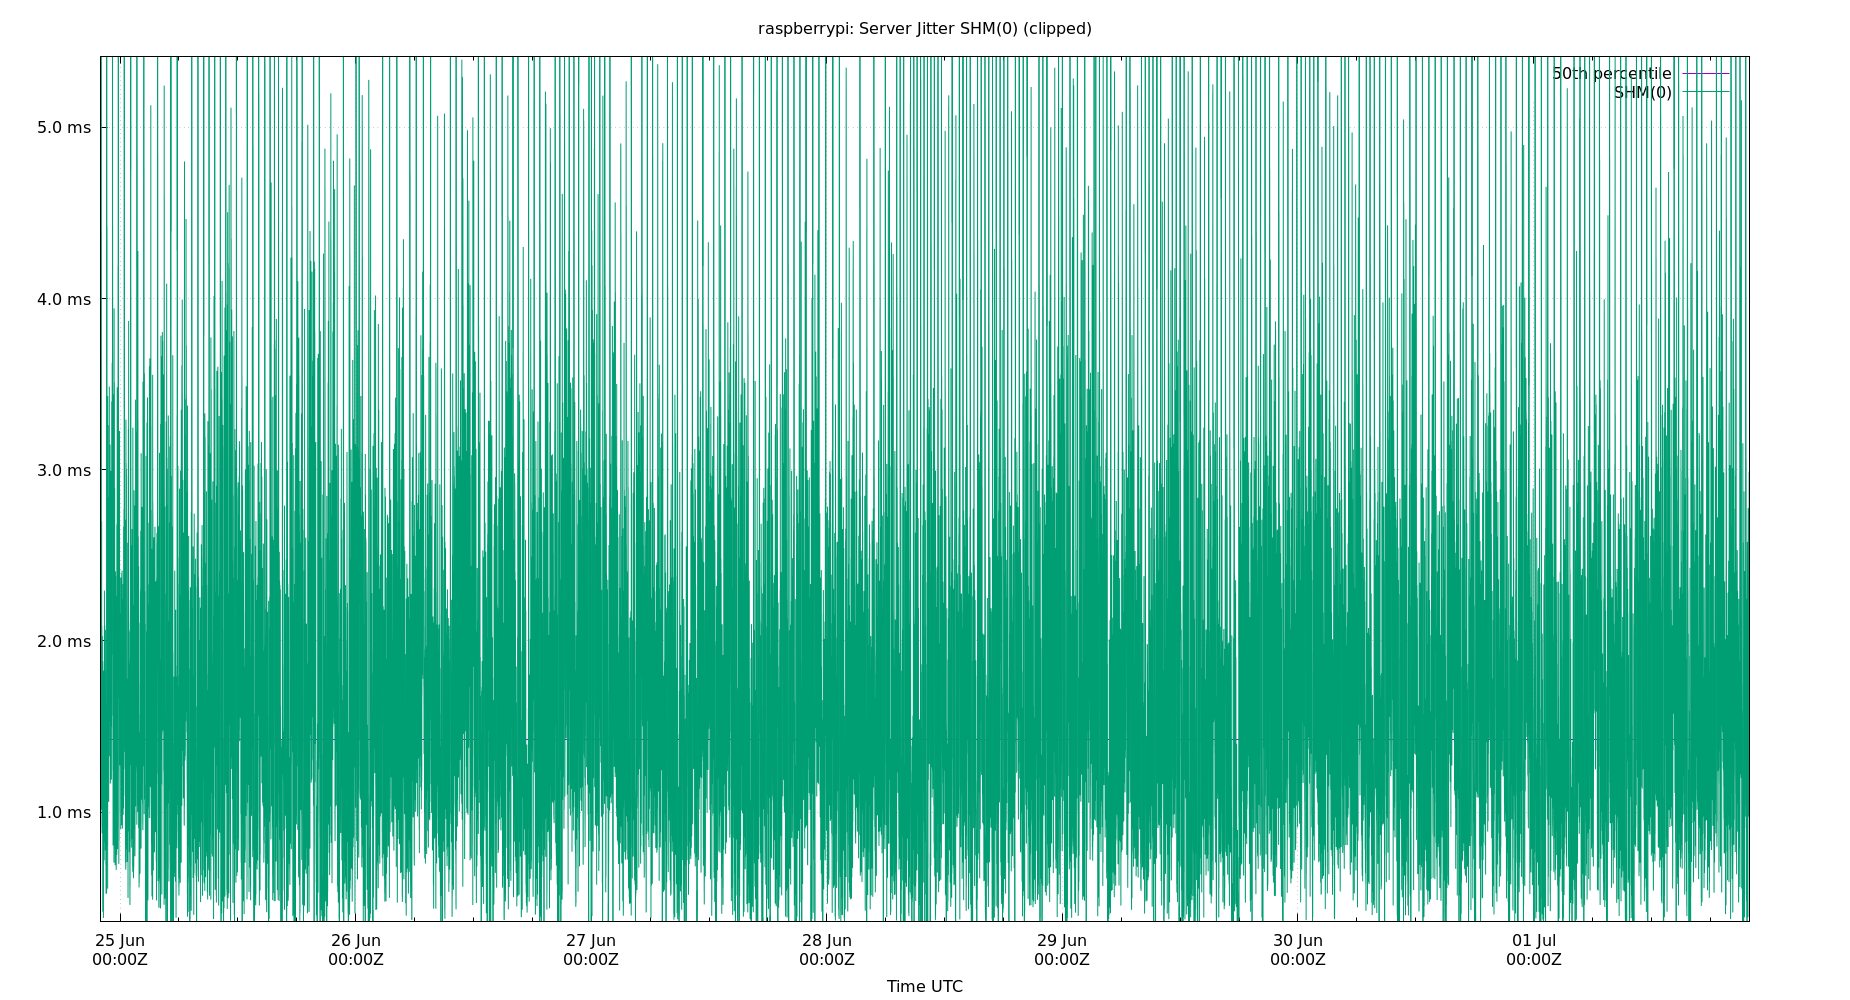 raspberrypi: Server Jitter SHM(0) (clipped)
50th percentile
SHM(0)
5.0 ms
4.0 ms
3.0 ms
2.0 ms
1.0 ms
25 Jun 26 Jun 27 Jun 28 Jun 29 Jun 30 Jun 01 Jul
00:00Z 00:00Z 00:00Z 00:00Z 00:00Z 00:00Z 00:00Z
Time UTC